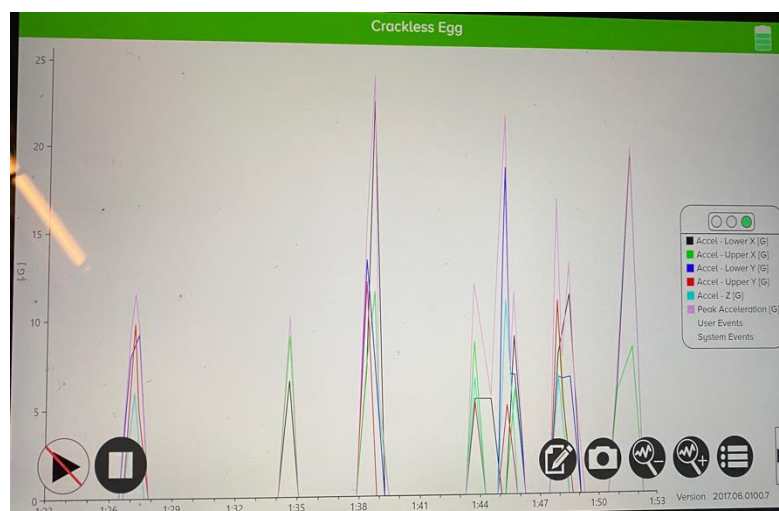 Crackless Egg
25
20
15
[G]
10
5
0
1:26 1:29 1:32 1:35 1:38 1:41 1:44 1:47 1:50 1:53
Accel - Lower X [G]
Accel - Upper X [G]
Accel - Lower Y [G]
Accel - Upper Y [G]
Accel - Z [G]
Peak Acceleration [G]
User Events
System Events
Version 2017.06.0100.7